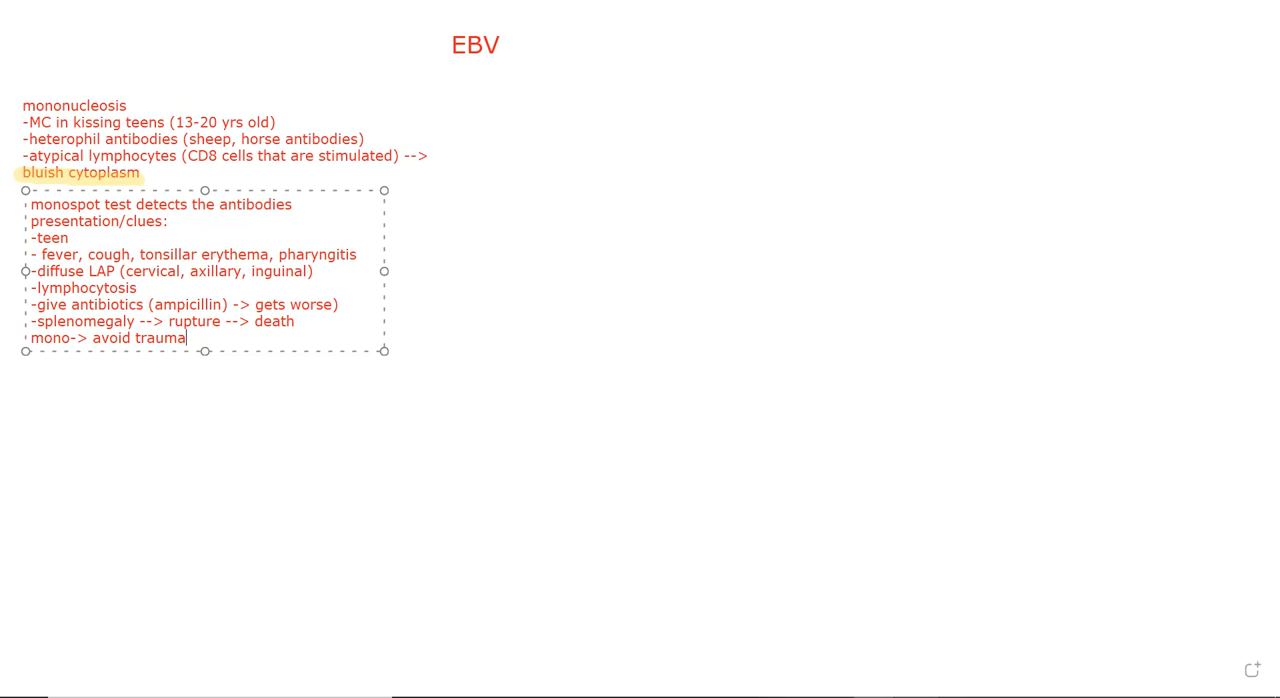 EBV
mononucleosis
-MC in kissing teens (13-20 yrs old)
-heterophil antibodies (sheep, horse antibodies)
-atypical lymphocytes (CD8 cells that are stimulated) -->
bluish cytoplasm
monospot test detects the antibodies
presentation/clues:
-teen
- fever, cough, tonsillar erythema, pharyngitis
-diffuse LAP (cervical, axillary, inguinal)
-lymphocytosis
-give antibiotics (ampicillin) -> gets worse)
-splenomegaly --> rupture --> death
mono-> avoid trauma